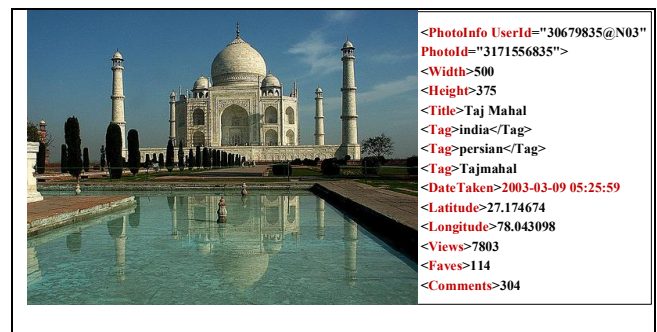 <PhotoInfo UserId="30679835@N03"
PhotoId="3171556835">
<Width>500
<Height>375
<Title>Taj Mahal
<Tag>india</Tag>
<Tag>persian</Tag>
<Tag>Tajmahal
<DateTaken>2003-03-09 05:25:59
<Latitude>27.174674
<Longitude>78.043098
<Views>7803
<Faves>114
<Comments>304